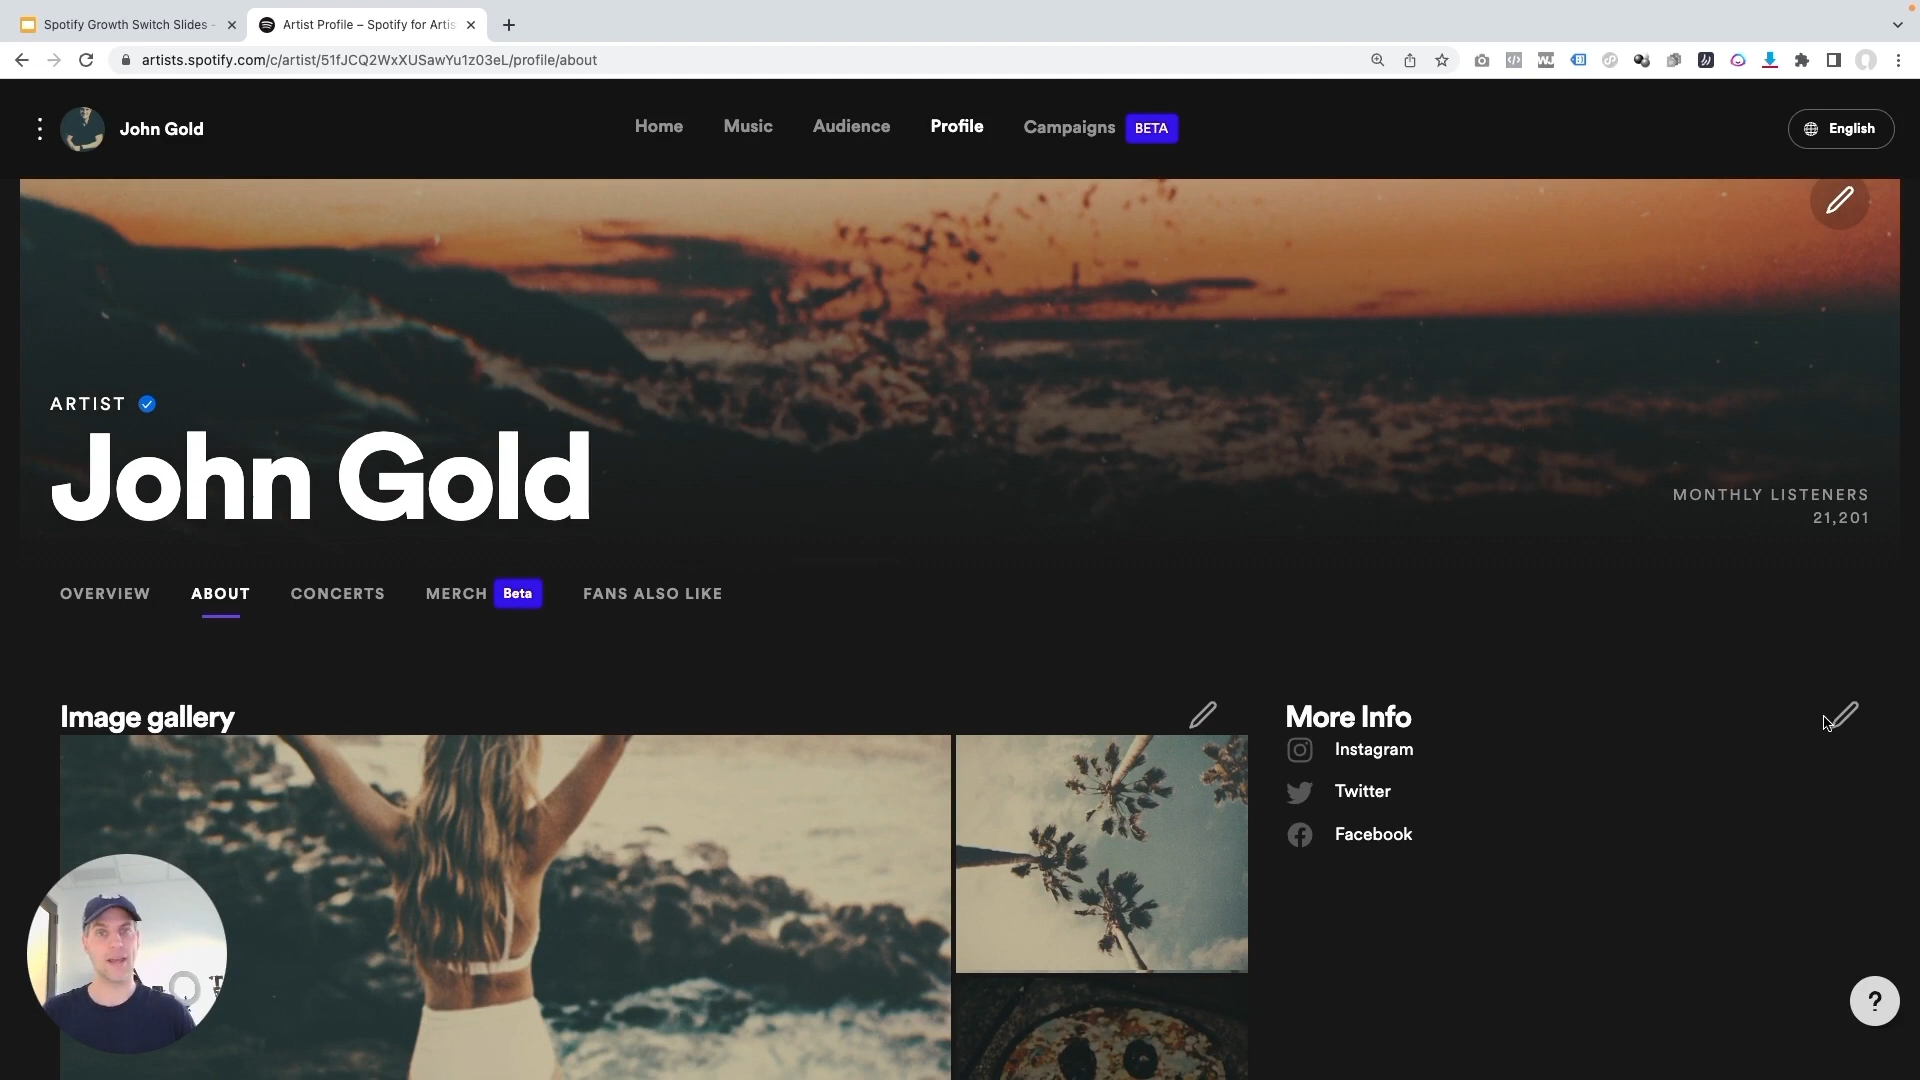 Spotify Growth Switch Slides -
Artist Profile – Spotify for Artis
artists.spotify.com/c/artist/51fJCQ2WxXUSawYu1z03eL/profile/about
John Gold
Home
Music
Audience
Profile
Campaigns
BETA
English
ARTIST
John Gold
MONTHLY LISTENERS
21,201
OVERVIEW
ABOUT
CONCERTS
MERCH
Beta
FANS ALSO LIKE
Image gallery
More Info
Instagram
Twitter
Facebook
?